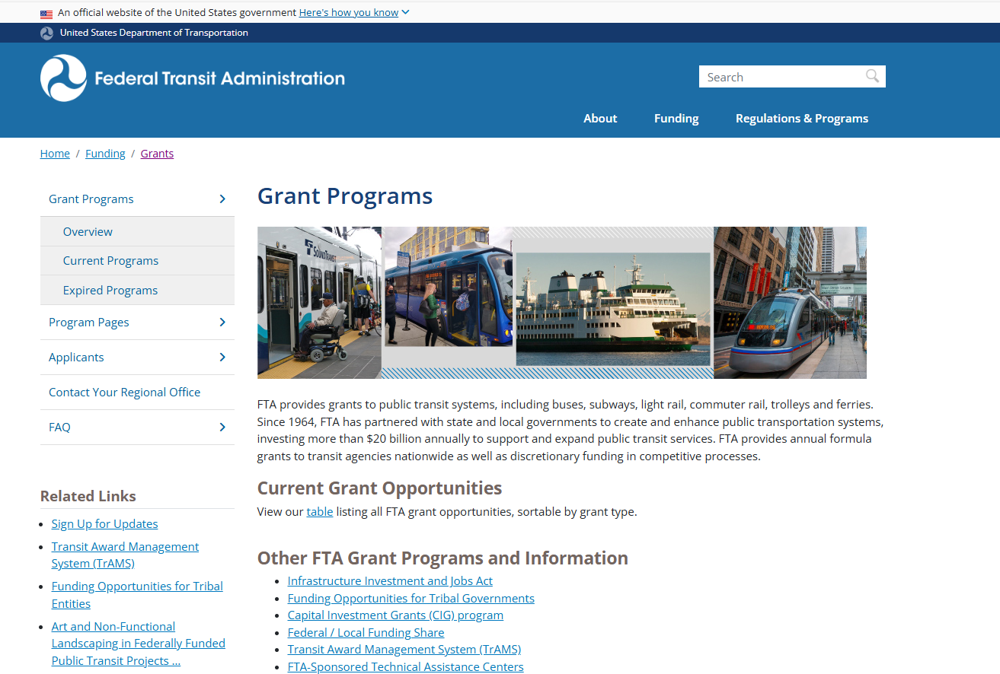 An official website of the United States government Here's how you know
United States Department of Transportation
Federal Transit Administration
Search
About Funding Regulations & Programs
Home / Funding / Grants
Grant Programs
Overview
Current Programs
Expired Programs
Program Pages
Applicants
Contact Your Regional Office
FAQ
Related Links
Sign Up for Updates
Transit Award Management
System (TrAMS)
Funding Opportunities for Tribal
Entities
Art and Non-Functional
Landscaping in Federally Funded
Public Transit Projects ...
Grant Programs
SOUNDTRANSIT
FTA provides grants to public transit systems, including buses, subways, light rail, commuter rail, trolleys and ferries.
Since 1964, FTA has partnered with state and local governments to create and enhance public transportation systems,
investing more than $20 billion annually to support and expand public transit services. FTA provides annual formula
grants to transit agencies nationwide as well as discretionary funding in competitive processes.
Current Grant Opportunities
View our table listing all FTA grant opportunities, sortable by grant type.
Other FTA Grant Programs and Information
Infrastructure Investment and Jobs Act
Funding Opportunities for Tribal Governments
Capital Investment Grants (CIG) program
Federal / Local Funding Share
Transit Award Management System (TrAMS)
FTA-Sponsored Technical Assistance Centers